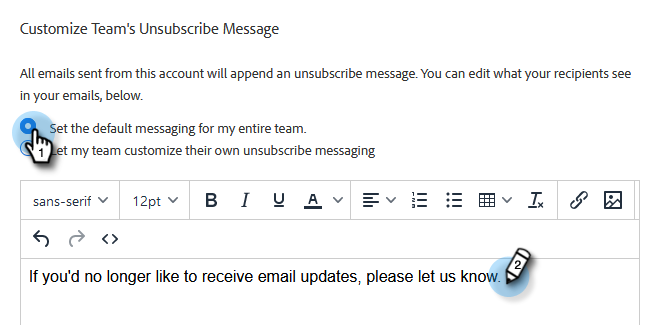 Customize Team's Unsubscribe Message
All emails sent from this account will append an unsubscribe message. You can edit what your recipients see
in your emails, below.
Set the default messaging for my entire team.
1
Let my team customize their own unsubscribe messaging
sans-serif 12pt B I U A
If you'd no longer like to receive email updates, please let us know. 2